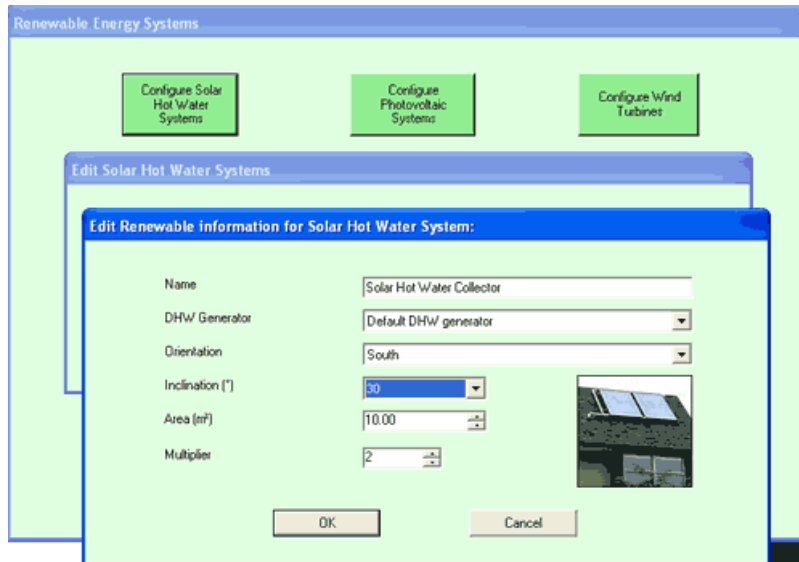 Renewable Energy Systems
Configure Solar
Hot Water
Systems
Configure
Photovoltaic
Systems
Configure Wind
Turbines
Edit Solar Hot Water Systems
Edit Renewable information for Solar Hot Water System:
Name
Solar Hot Water Collector
DHW Generator
Default DHW generator
Orientation
South
Inclination (°)
30
Area (m²)
10.00
Multiplier
2
OK
Cancel